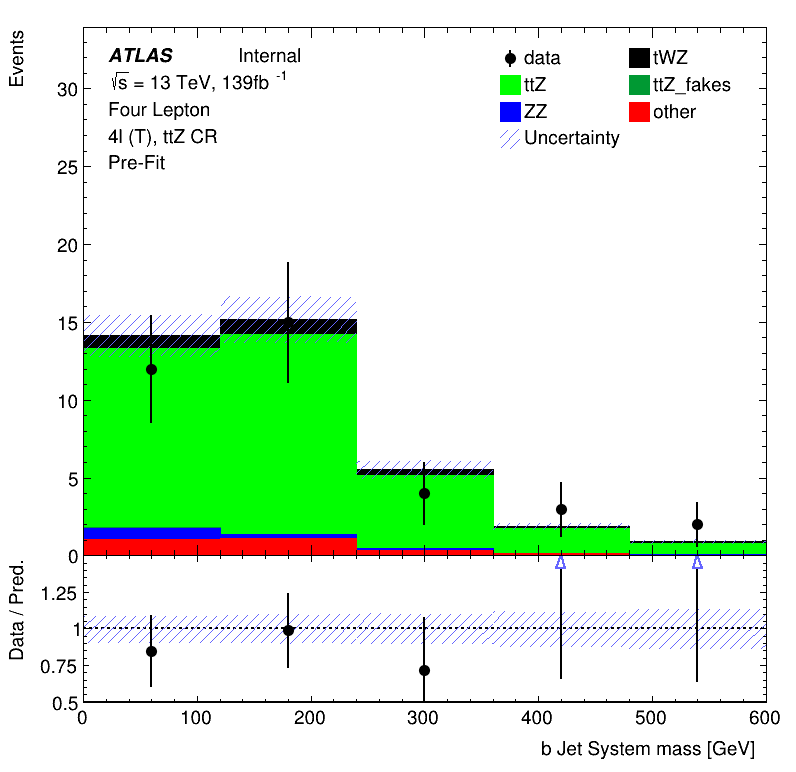 Events
ATLAS Internal
√s = 13 TeV, 139fb -1
Four Lepton
4l (T), ttZ CR
Pre-Fit
data
tWZ
ttZ
ttZ_fakes
ZZ
other
Uncertainty
30
25
20
15
10
5
0
Data / Pred.
1.25
1
0.75
0.5
0 100 200 300 400 500 600
b Jet System mass [GeV]